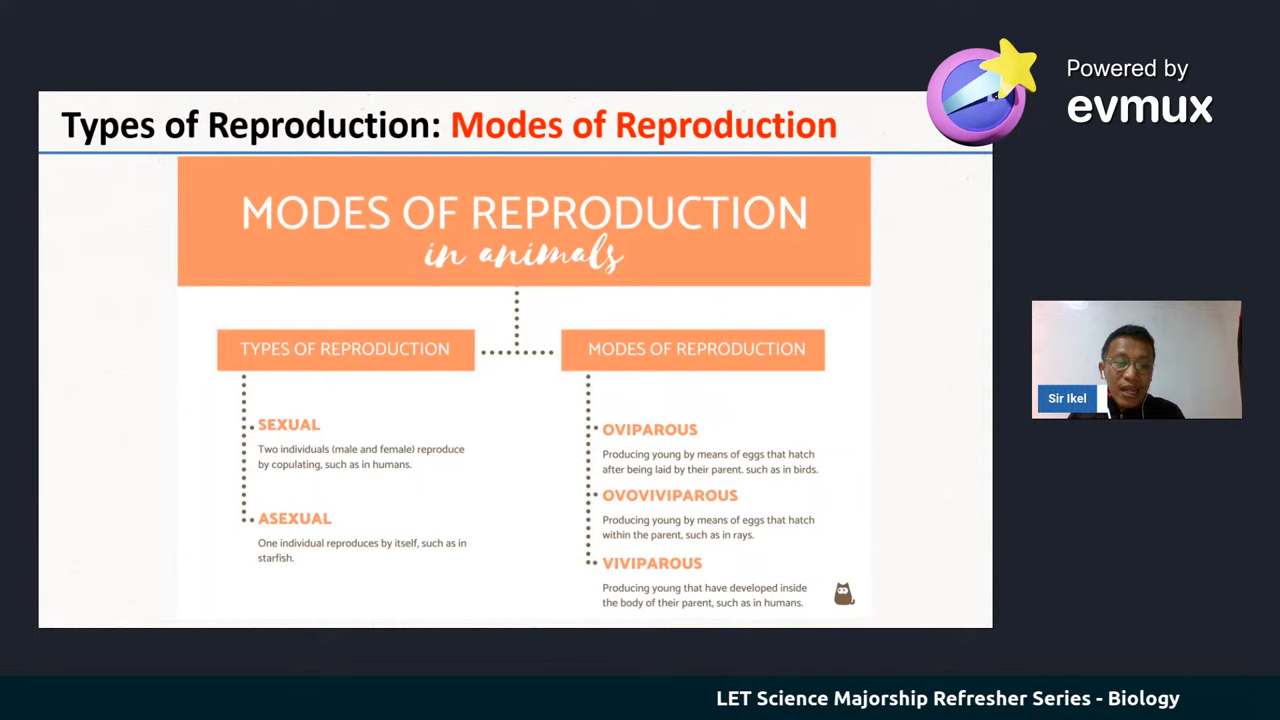 Powered by
evmux
Types of Reproduction: Modes of Reproduction
MODES OF REPRODUCTION
in animals
TYPES OF REPRODUCTION
SEXUAL
Two individuals (male and female) reproduce
by copulating, such as in humans.
ASEXUAL
One individual reproduces by itself, such as in
starfish.
MODES OF REPRODUCTION
OVIPAROUS
Producing young by means of eggs that hatch
after being laid by their parent. such as in birds.
OVOVIVIPAROUS
Producing young by means of eggs that hatch
within the parent, such as in rays.
VIVIPAROUS
Producing young that have developed inside
the body of their parent, such as in humans.
Sir Ikel
LET Science Majorship Refresher Series - Biology